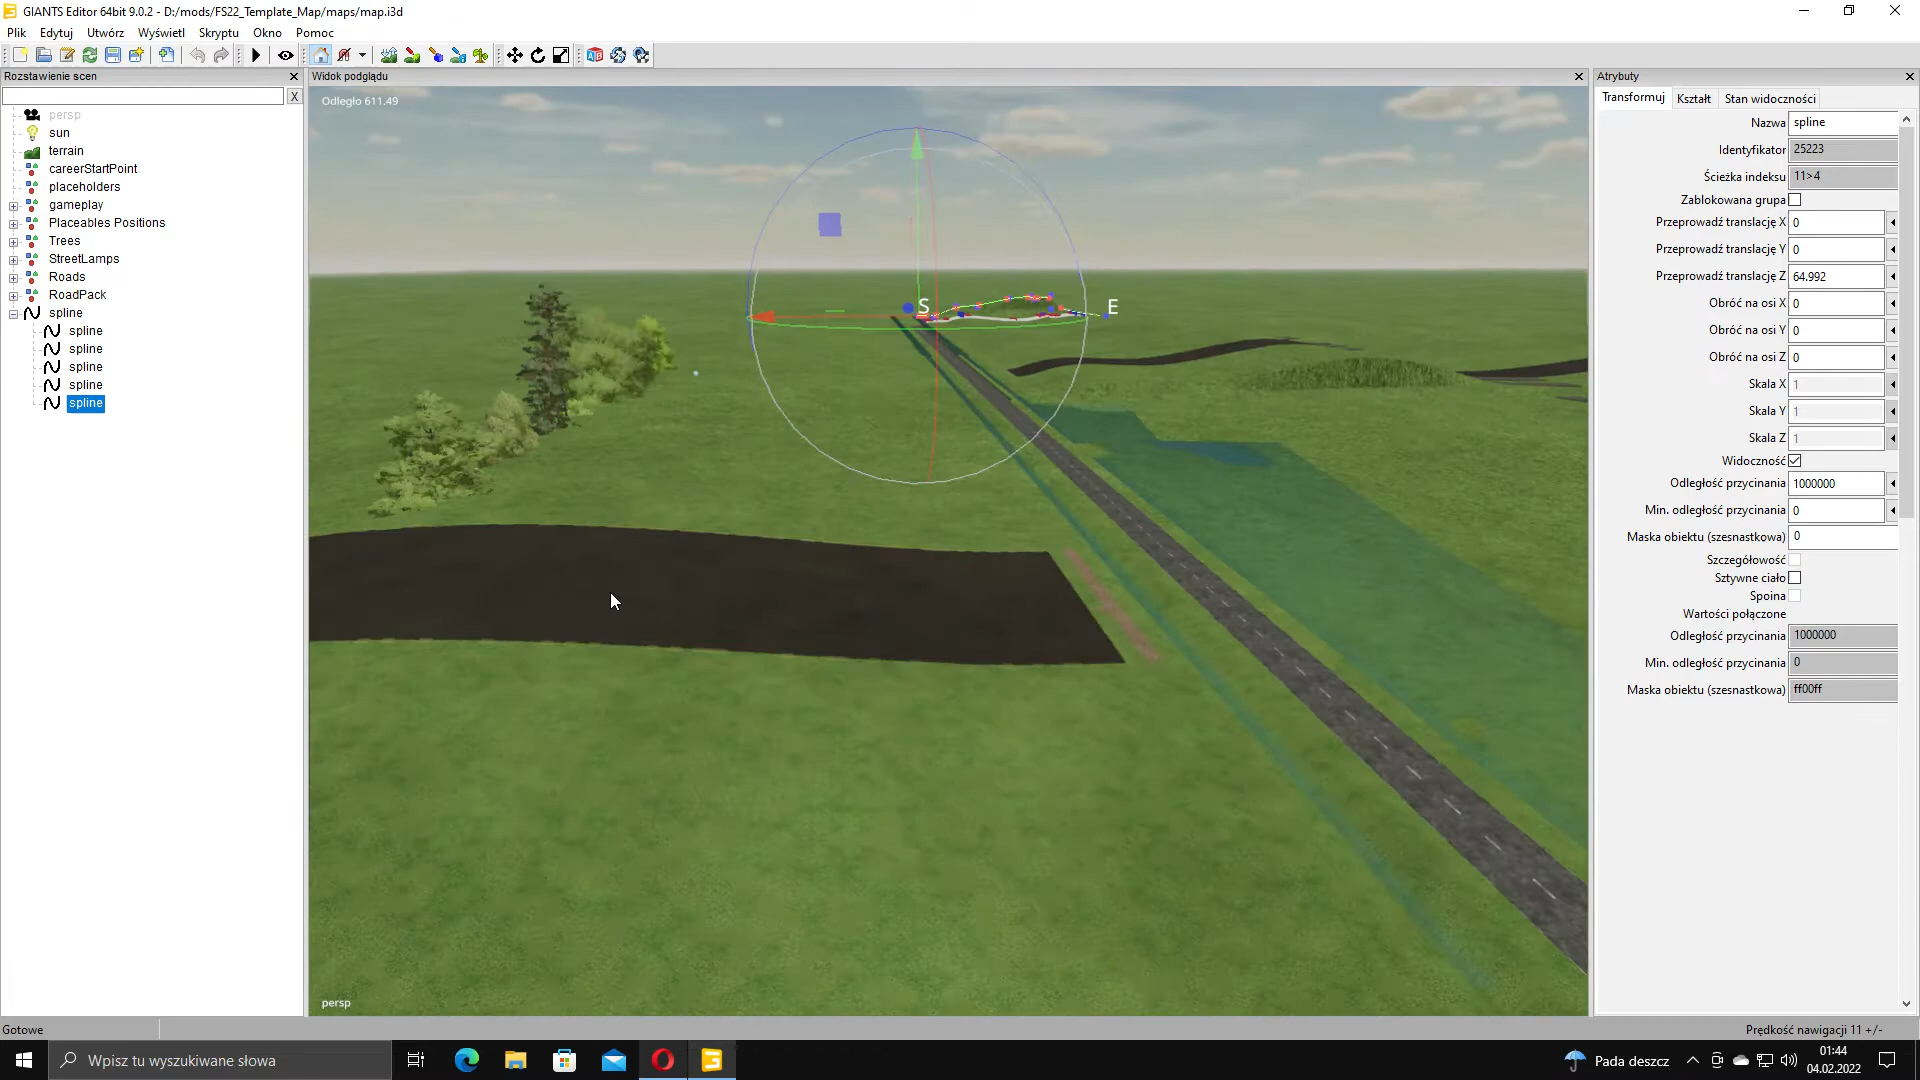 GIANTS Editor 64bit 9.0.2 - D:/mods/FS22_Template_Map/maps/map.i3d
Plik Edytuj Utwórz Wyświetl Skryptu Okno Pomoc
Rozstawienie scen
X
persp
sun
terrain
careerStartPoint
placeholders
gameplay
Placeables Positions
Trees
StreetLamps
Roads
RoadPack
spline
spline
spline
spline
spline
spline
Widok podglądu
Odległo 611.49
S
E
persp
Atrybuty
Transformuj Kształt Stan widoczności
Nazwa spline
Identyfikator 25223
Ścieżka indeksu 11>4
Zablokowana grupa
Przeprowadź translację X 0
Przeprowadź translację Y 0
Przeprowadź translację Z 64.992
Obróć na osi X 0
Obróć na osi Y 0
Obróć na osi Z 0
Skala X 1
Skala Y 1
Skala Z 1
Widoczność
Odległość przycinania 1000000
Min. odległość przycinania 0
Maska obiektu (szesnastkowa) 0
Szczegółowość
Sztywne ciało
Spoina
Wartości połączone
Odległość przycinania 1000000
Min. odległość przycinania 0
Maska obiektu (szesnastkowa) ff00ff
Gotowe
Prędkość nawigacji 11 +/-
Wpisz tu wyszukiwane słowa
Pada deszcz
01:44
04.02.2022